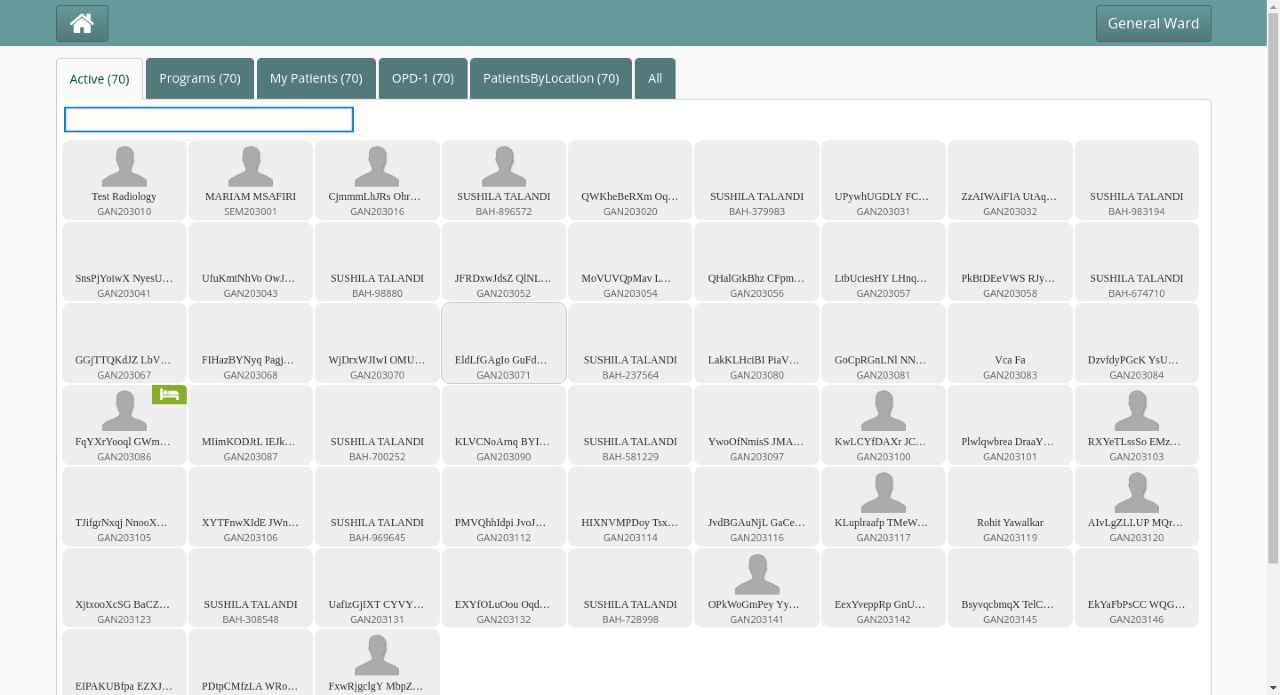 General Ward
Active (70) Programs (70) My Patients (70) OPD-1 (70) PatientsByLocation (70) All
Test Radiology MARIAM MSAFIRI CjmmmLhJRs Ohr… SUSHILA TALANDI QWKheBeRXm Oq… SUSHILA TALANDI UPywhUGDLY FC… ZzAIWAiFIA UtAq… SUSHILA TALANDI
GAN203010 SEM203001 GAN203016 BAH-896572 GAN203020 BAH-379983 GAN203031 GAN203032 BAH-983194
SnsPjYoiwX NyesU… UfuKmtNhVo OwJ… SUSHILA TALANDI JFRDxwJdsZ QlNL… MoVUVQpMav L… QHalGtkBhz CFpm… LtbUciesHY LHnq… PkBtDEeVWS RJy… SUSHILA TALANDI
GAN203041 GAN203043 BAH-98880 GAN203052 GAN203054 GAN203056 GAN203057 GAN203058 BAH-674710
GGjTTQKdJZ LbV… FIHazBYNyq Pagj… WjDrxWJIwI OMU… EldLfGAgIo GuFd… SUSHILA TALANDI LakKLHciBI PiaV… GoCpRGnLNl NN… Vca Fa DzvfdyPGcK YsU…
GAN203067 GAN203068 GAN203070 GAN203071 BAH-237564 GAN203080 GAN203081 GAN203083 GAN203084
FqYXrYooql GWm… MIimKODJtL IEJk… SUSHILA TALANDI KLVCNoArnq BYI… SUSHILA TALANDI YwoOfNmisS JMA… KwLCYfDAXr JC… Plwlqwbrea DraaY… RXYeTLssSo EMz…
GAN203086 GAN203087 BAH-700252 GAN203090 BAH-581229 GAN203097 GAN203100 GAN203101 GAN203103
TJifgrNxqj NnooX… XYTFnwXIdE JWn… SUSHILA TALANDI PMVQhhIdpi JvoJ… HIXNVMPDoy Tsx… JvdBGAuNjL GaCe… KLuplraafp TMeW… Rohit Yawalkar AIvLgZLLUP MQr…
GAN203105 GAN203106 BAH-969645 GAN203112 GAN203114 GAN203116 GAN203117 GAN203119 GAN203120
XjtxooXcSG BaCZ… SUSHILA TALANDI UafizGjIXT CYVY… EXYfOLuOou Oqd… SUSHILA TALANDI OPkWoGmPey Yy… EexYveppRp GnU… BsyvqcbmqX TelC… EkYaFbPsCC WQG…
GAN203123 BAH-308548 GAN203131 GAN203132 BAH-728998 GAN203141 GAN203142 GAN203145 GAN203146
EIPAKUBfpa EZXJ… PDtpCMfzLA WRo… FxwRjgclgY MbpZ…